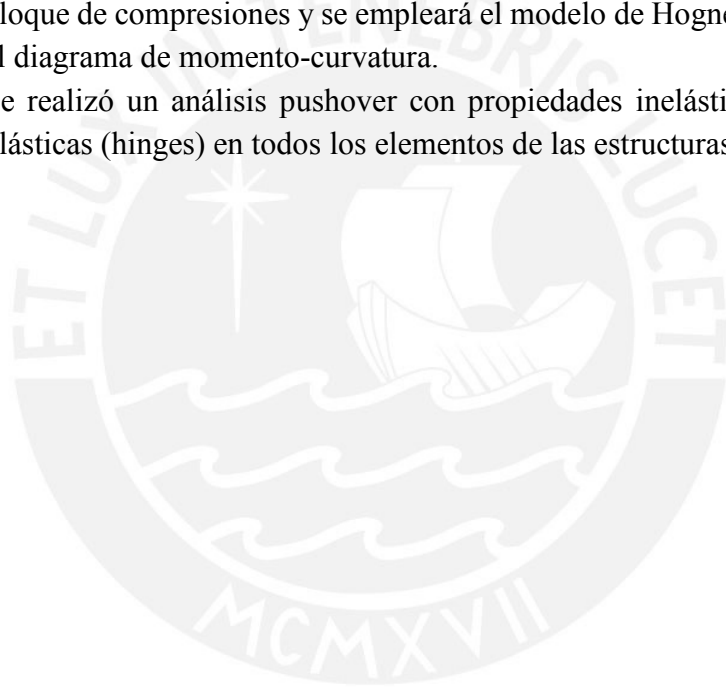 loque de compresiones y se empleará el modelo de Hogne
l diagrama de momento-curvatura.
e realizó un análisis pushover con propiedades inelásti
lásticas (hinges) en todos los elementos de las estructuras
ET LUX IN TENEBRIS LUCET
MCMXVII